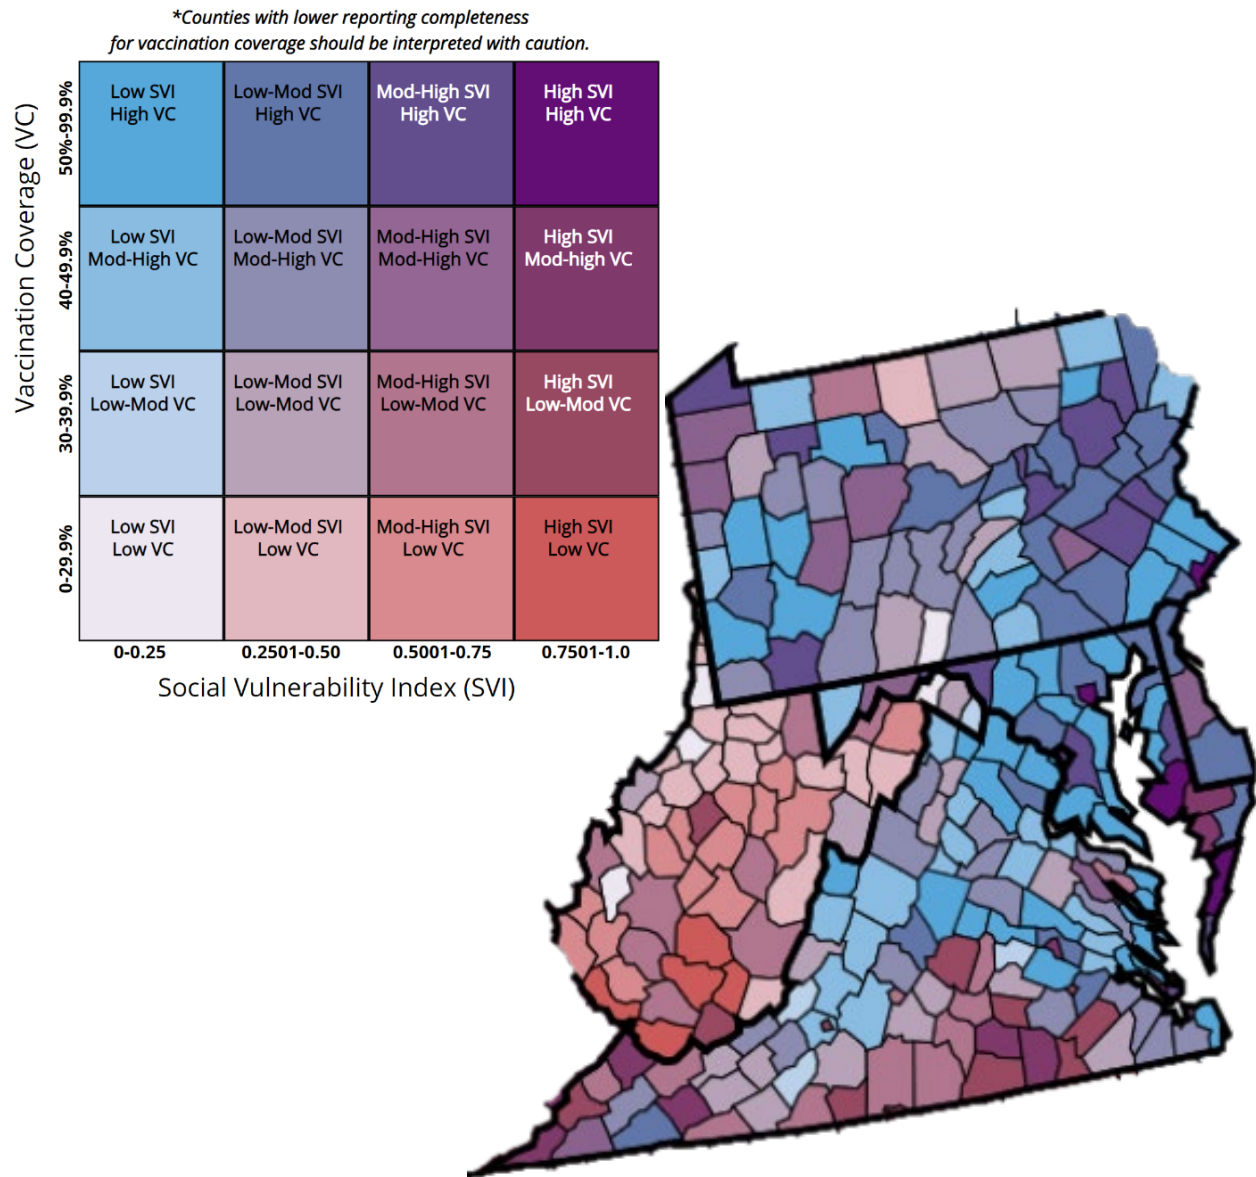 *Counties with lower reporting completeness
for vaccination coverage should be interpreted with caution.
Vaccination Coverage (VC)
50%-99.9%
Low SVI
High VC
Low-Mod SVI
High VC
Mod-High SVI
High VC
High SVI
High VC
40-49.9%
Low SVI
Mod-High VC
Low-Mod SVI
Mod-High VC
Mod-High SVI
Mod-High VC
High SVI
Mod-high VC
30-39.9%
Low SVI
Low-Mod VC
Low-Mod SVI
Low-Mod VC
Mod-High SVI
Low-Mod VC
High SVI
Low-Mod VC
0-29.9%
Low SVI
Low VC
Low-Mod SVI
Low VC
Mod-High SVI
Low VC
High SVI
Low VC
0-0.25
0.2501-0.50
0.5001-0.75
0.7501-1.0
Social Vulnerability Index (SVI)